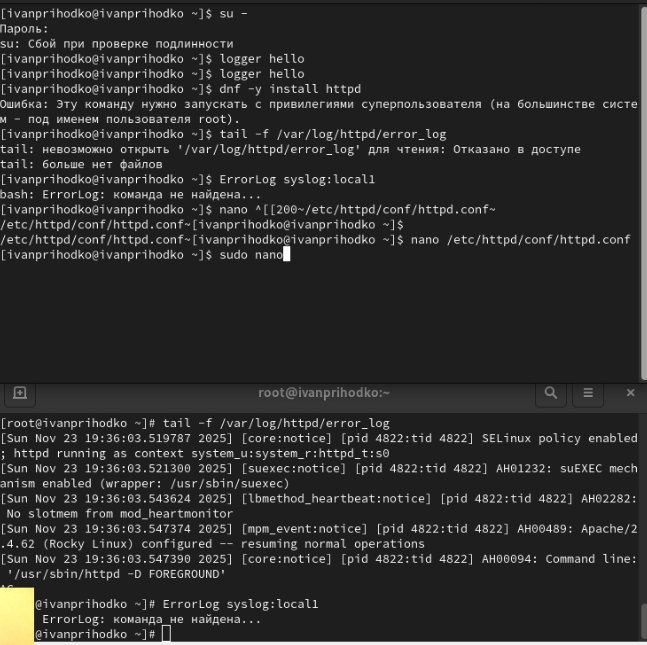 [ivanprihodko@ivanprihodko ~]$ su -
Пароль:
su: Сбой при проверке подлинности
[ivanprihodko@ivanprihodko ~]$ logger hello
[ivanprihodko@ivanprihodko ~]$ logger hello
[ivanprihodko@ivanprihodko ~]$ dnf -y install httpd
Ошибка: Эту команду нужно запускать с привилегиями суперпользователя (на большинстве систе
м – под именем пользователя root).
[ivanprihodko@ivanprihodko ~]$ tail -f /var/log/httpd/error_log
tail: невозможно открыть '/var/log/httpd/error_log' для чтения: Отказано в доступе
tail: больше нет файлов
[ivanprihodko@ivanprihodko ~]$ ErrorLog syslog:local1
bash: ErrorLog: команда не найдена...
[ivanprihodko@ivanprihodko ~]$ nano ^[[200~/etc/httpd/conf/httpd.conf~
/etc/httpd/conf/httpd.conf~[ivanprihodko@ivanprihodko ~]$
/etc/httpd/conf/httpd.conf~[ivanprihodko@ivanprihodko ~]$ nano /etc/httpd/conf/httpd.conf
[ivanprihodko@ivanprihodko ~]$ sudo nano
root@ivanprihodko:~
[root@ivanprihodko ~]# tail -f /var/log/httpd/error_log
[Sun Nov 23 19:36:03.519787 2025] [core:notice] [pid 4822:tid 4822] SELinux policy enabled
; httpd running as context system_u:system_r:httpd_t:s0
[Sun Nov 23 19:36:03.521300 2025] [suexec:notice] [pid 4822:tid 4822] AH01232: suEXEC mech
anism enabled (wrapper: /usr/sbin/suexec)
[Sun Nov 23 19:36:03.543624 2025] [lbmethod_heartbeat:notice] [pid 4822:tid 4822] AH02282:
No slotmem from mod_heartmonitor
[Sun Nov 23 19:36:03.547374 2025] [mpm_event:notice] [pid 4822:tid 4822] AH00489: Apache/2
.4.62 (Rocky Linux) configured -- resuming normal operations
[Sun Nov 23 19:36:03.547390 2025] [core:notice] [pid 4822:tid 4822] AH00094: Command line:
'/usr/sbin/httpd -D FOREGROUND'
@ivanprihodko ~]# ErrorLog syslog:local1
ErrorLog: команда не найдена...
@ivanprihodko ~]#